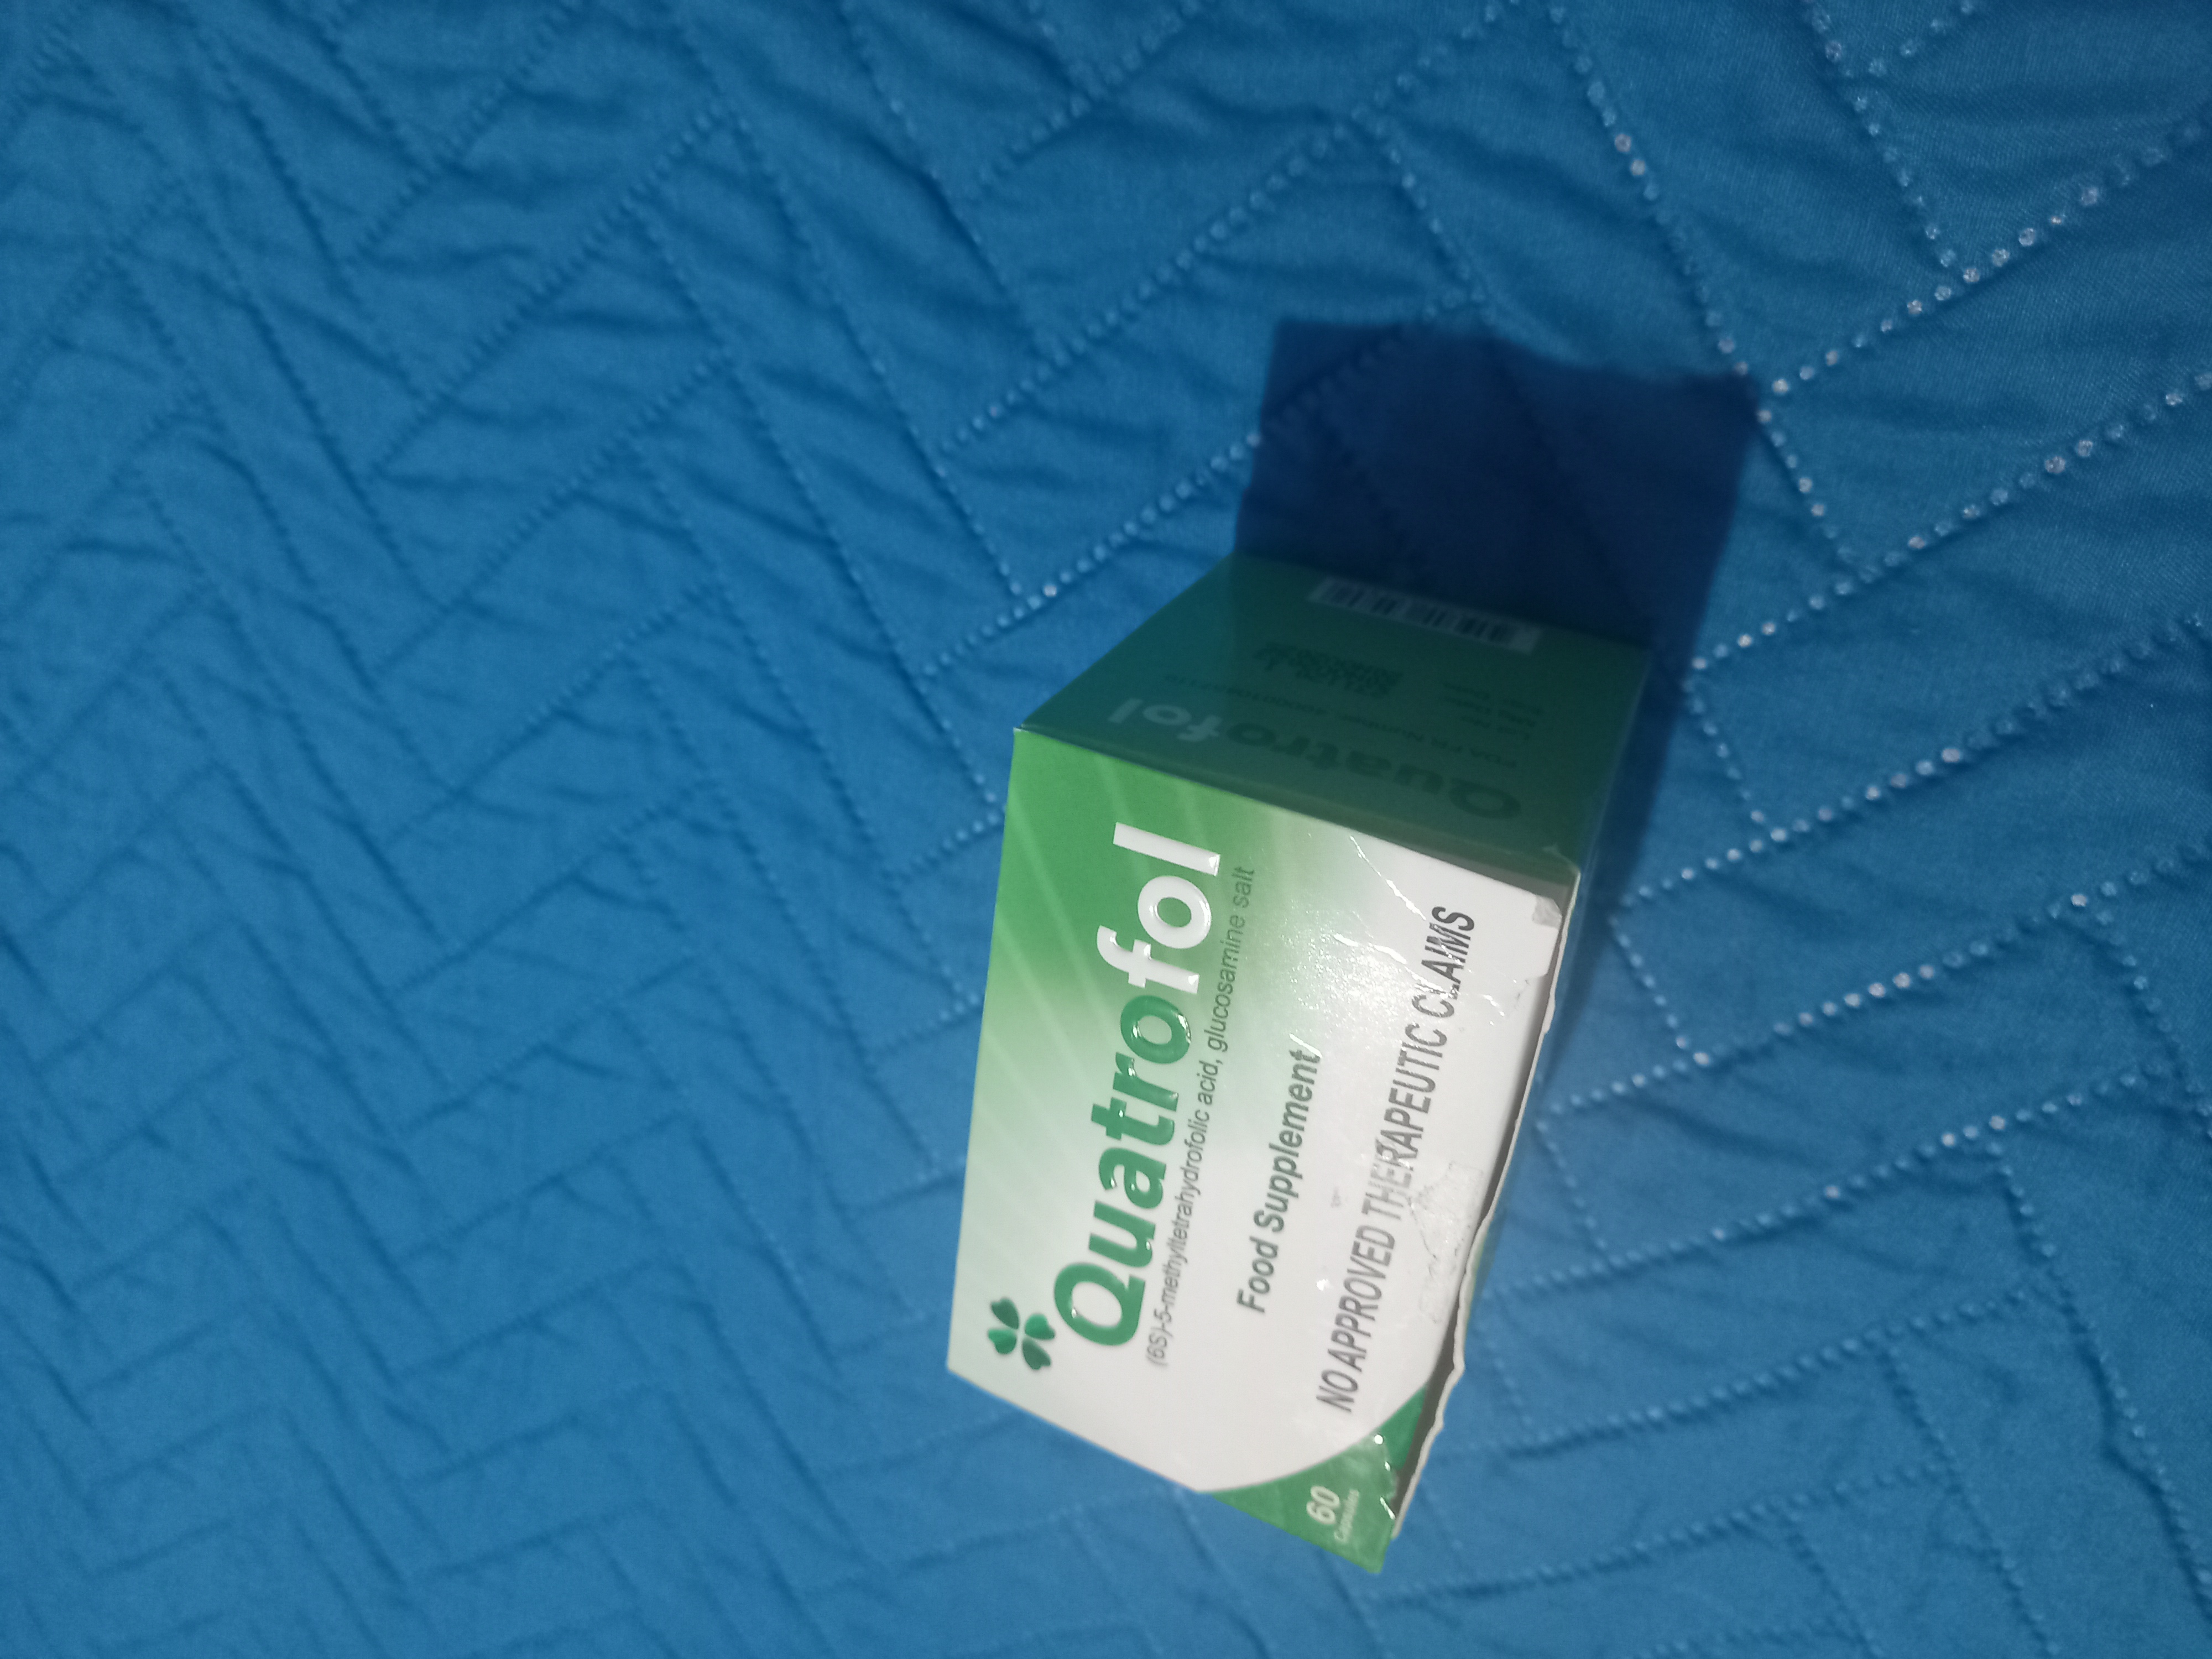 Quatrofol
(6S)-5-methyltetrahydrofolic acid, glucosamine salt
Food Supplement
NO APPROVED THERAPEUTIC CLAIMS
60
Capsules
Quatrofol